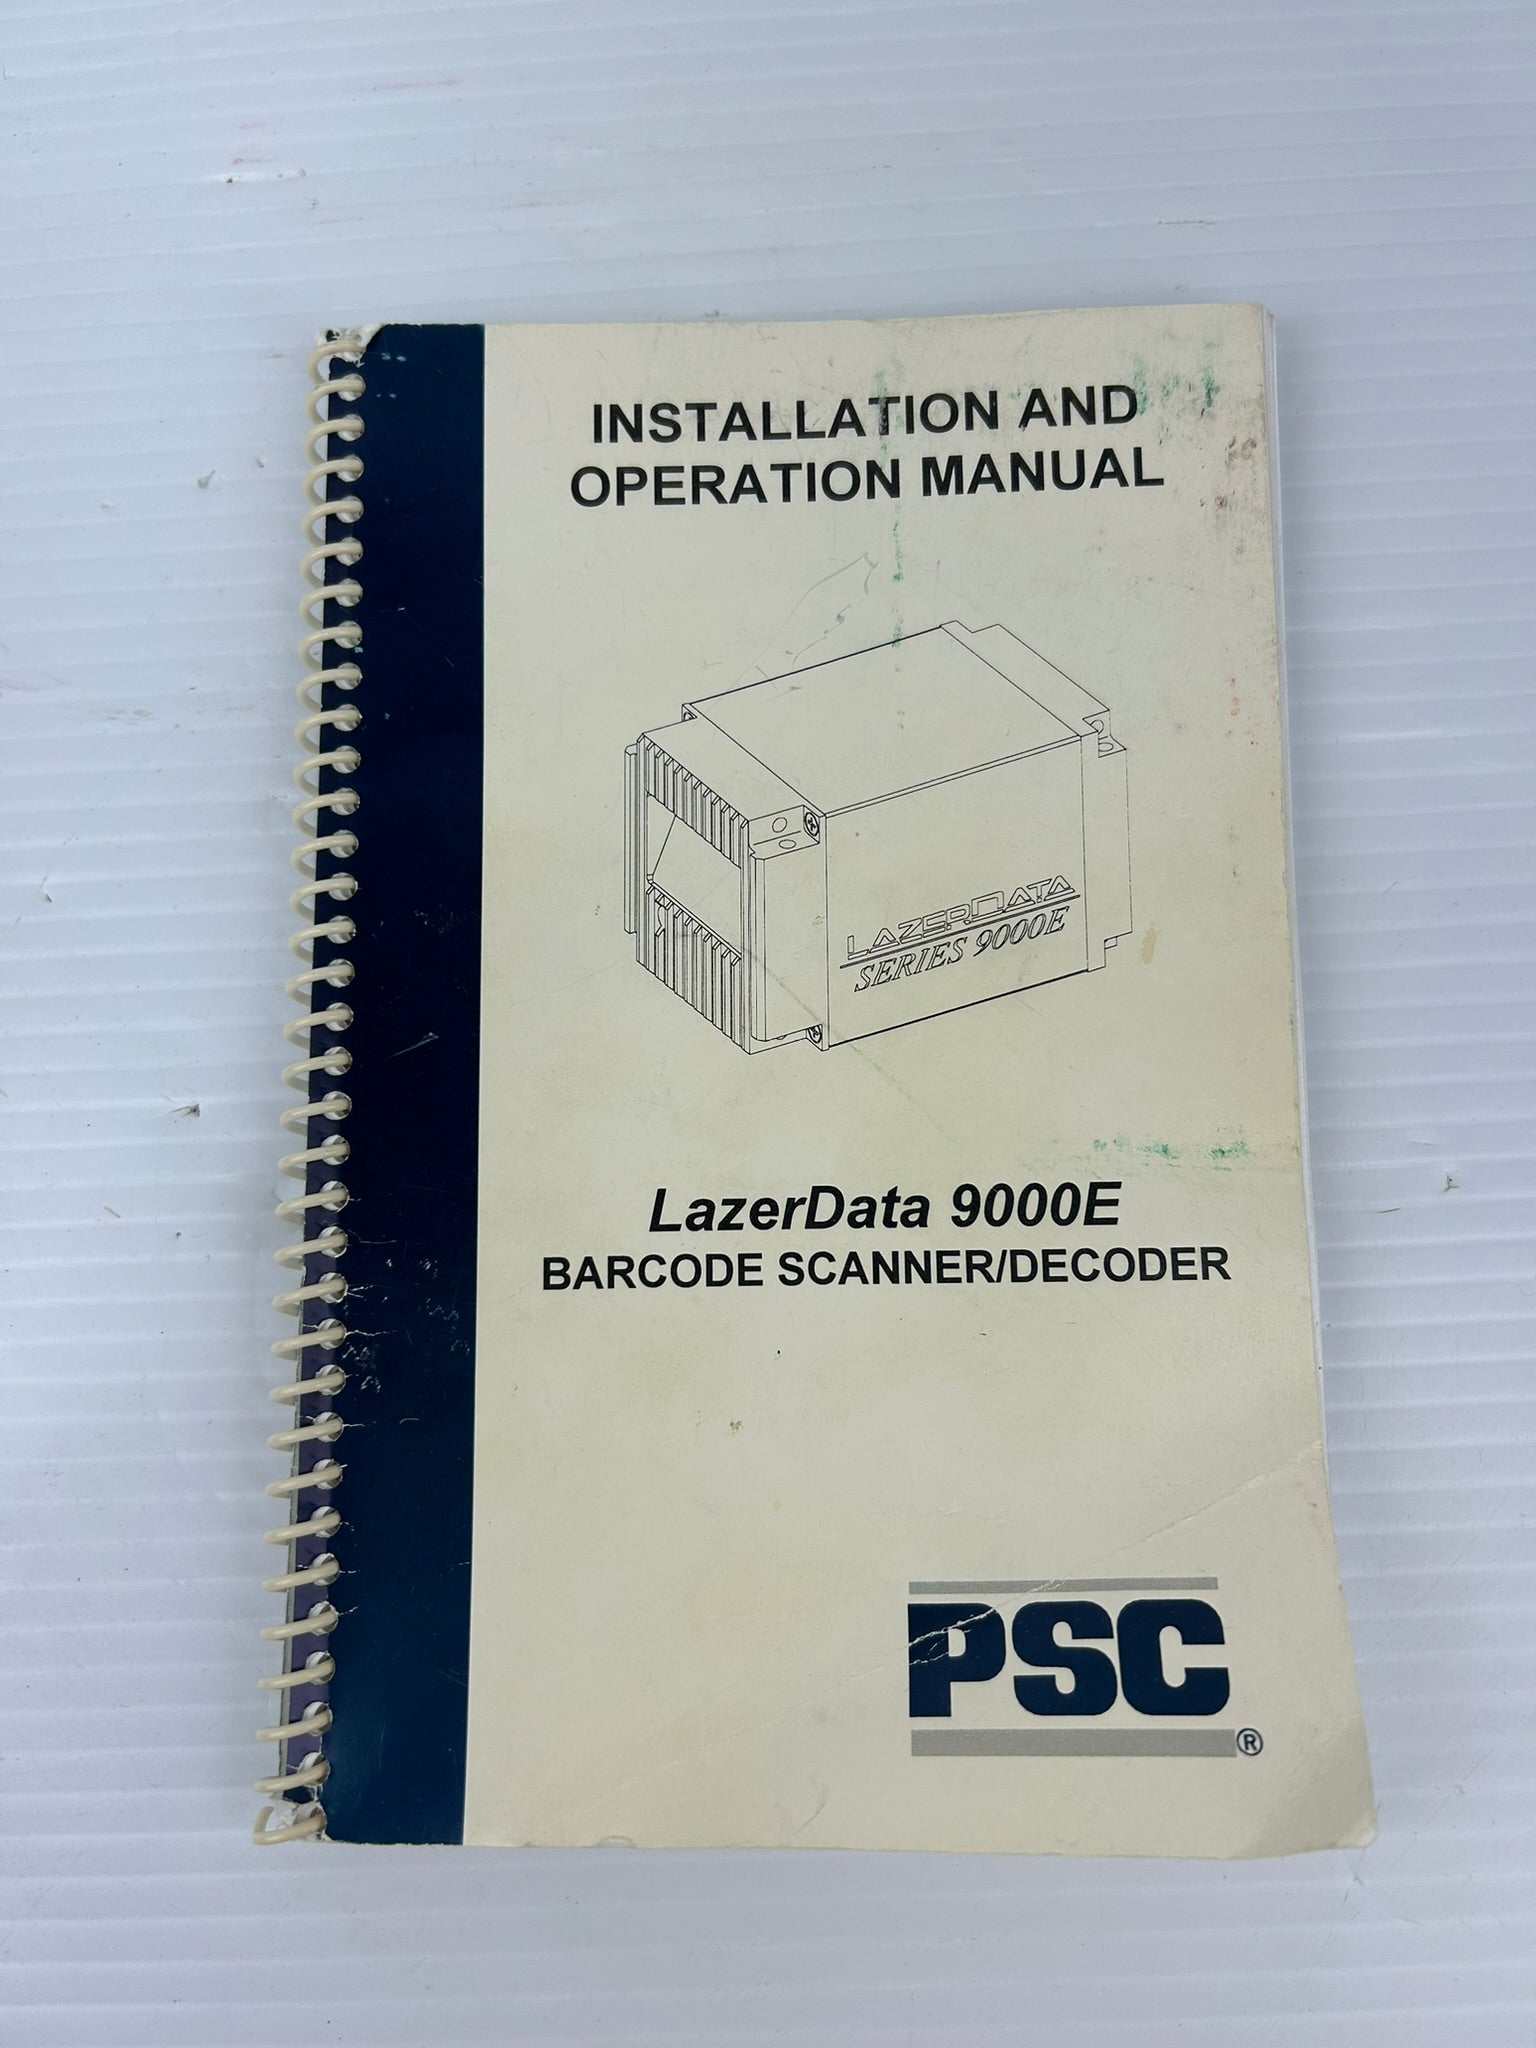 INSTALLATION AND
OPERATION MANUAL
LAZERDATA
SERIES 9000E
LazerData 9000E
BARCODE SCANNER/DECODER
PSC
®